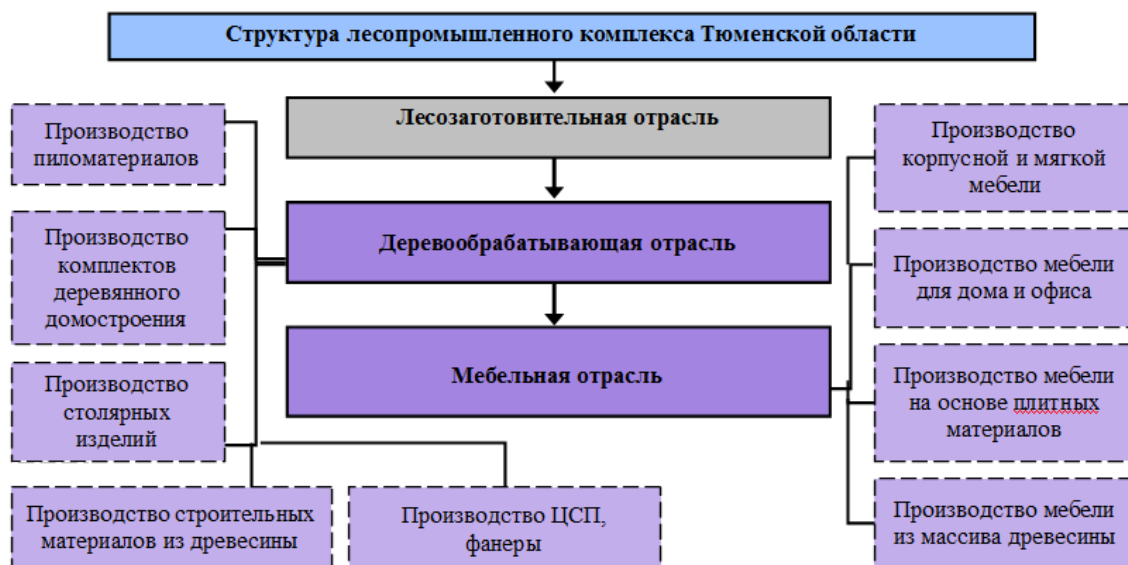 Структура лесопромышленного комплекса Тюменской области
Лесозаготовительная отрасль
Деревообрабатывающая отрасль
Мебельная отрасль
Производство
пиломатериалов
Производство
комплектов
деревянного
домостроения
Производство
столярных
изделий
Производство строительных
материалов из древесины
Производство ЦСП,
фанеры
Производство
корпусной и мягкой
мебели
Производство мебели
для дома и офиса
Производство мебели
на основе плитных
материалов
Производство мебели
из массива древесины